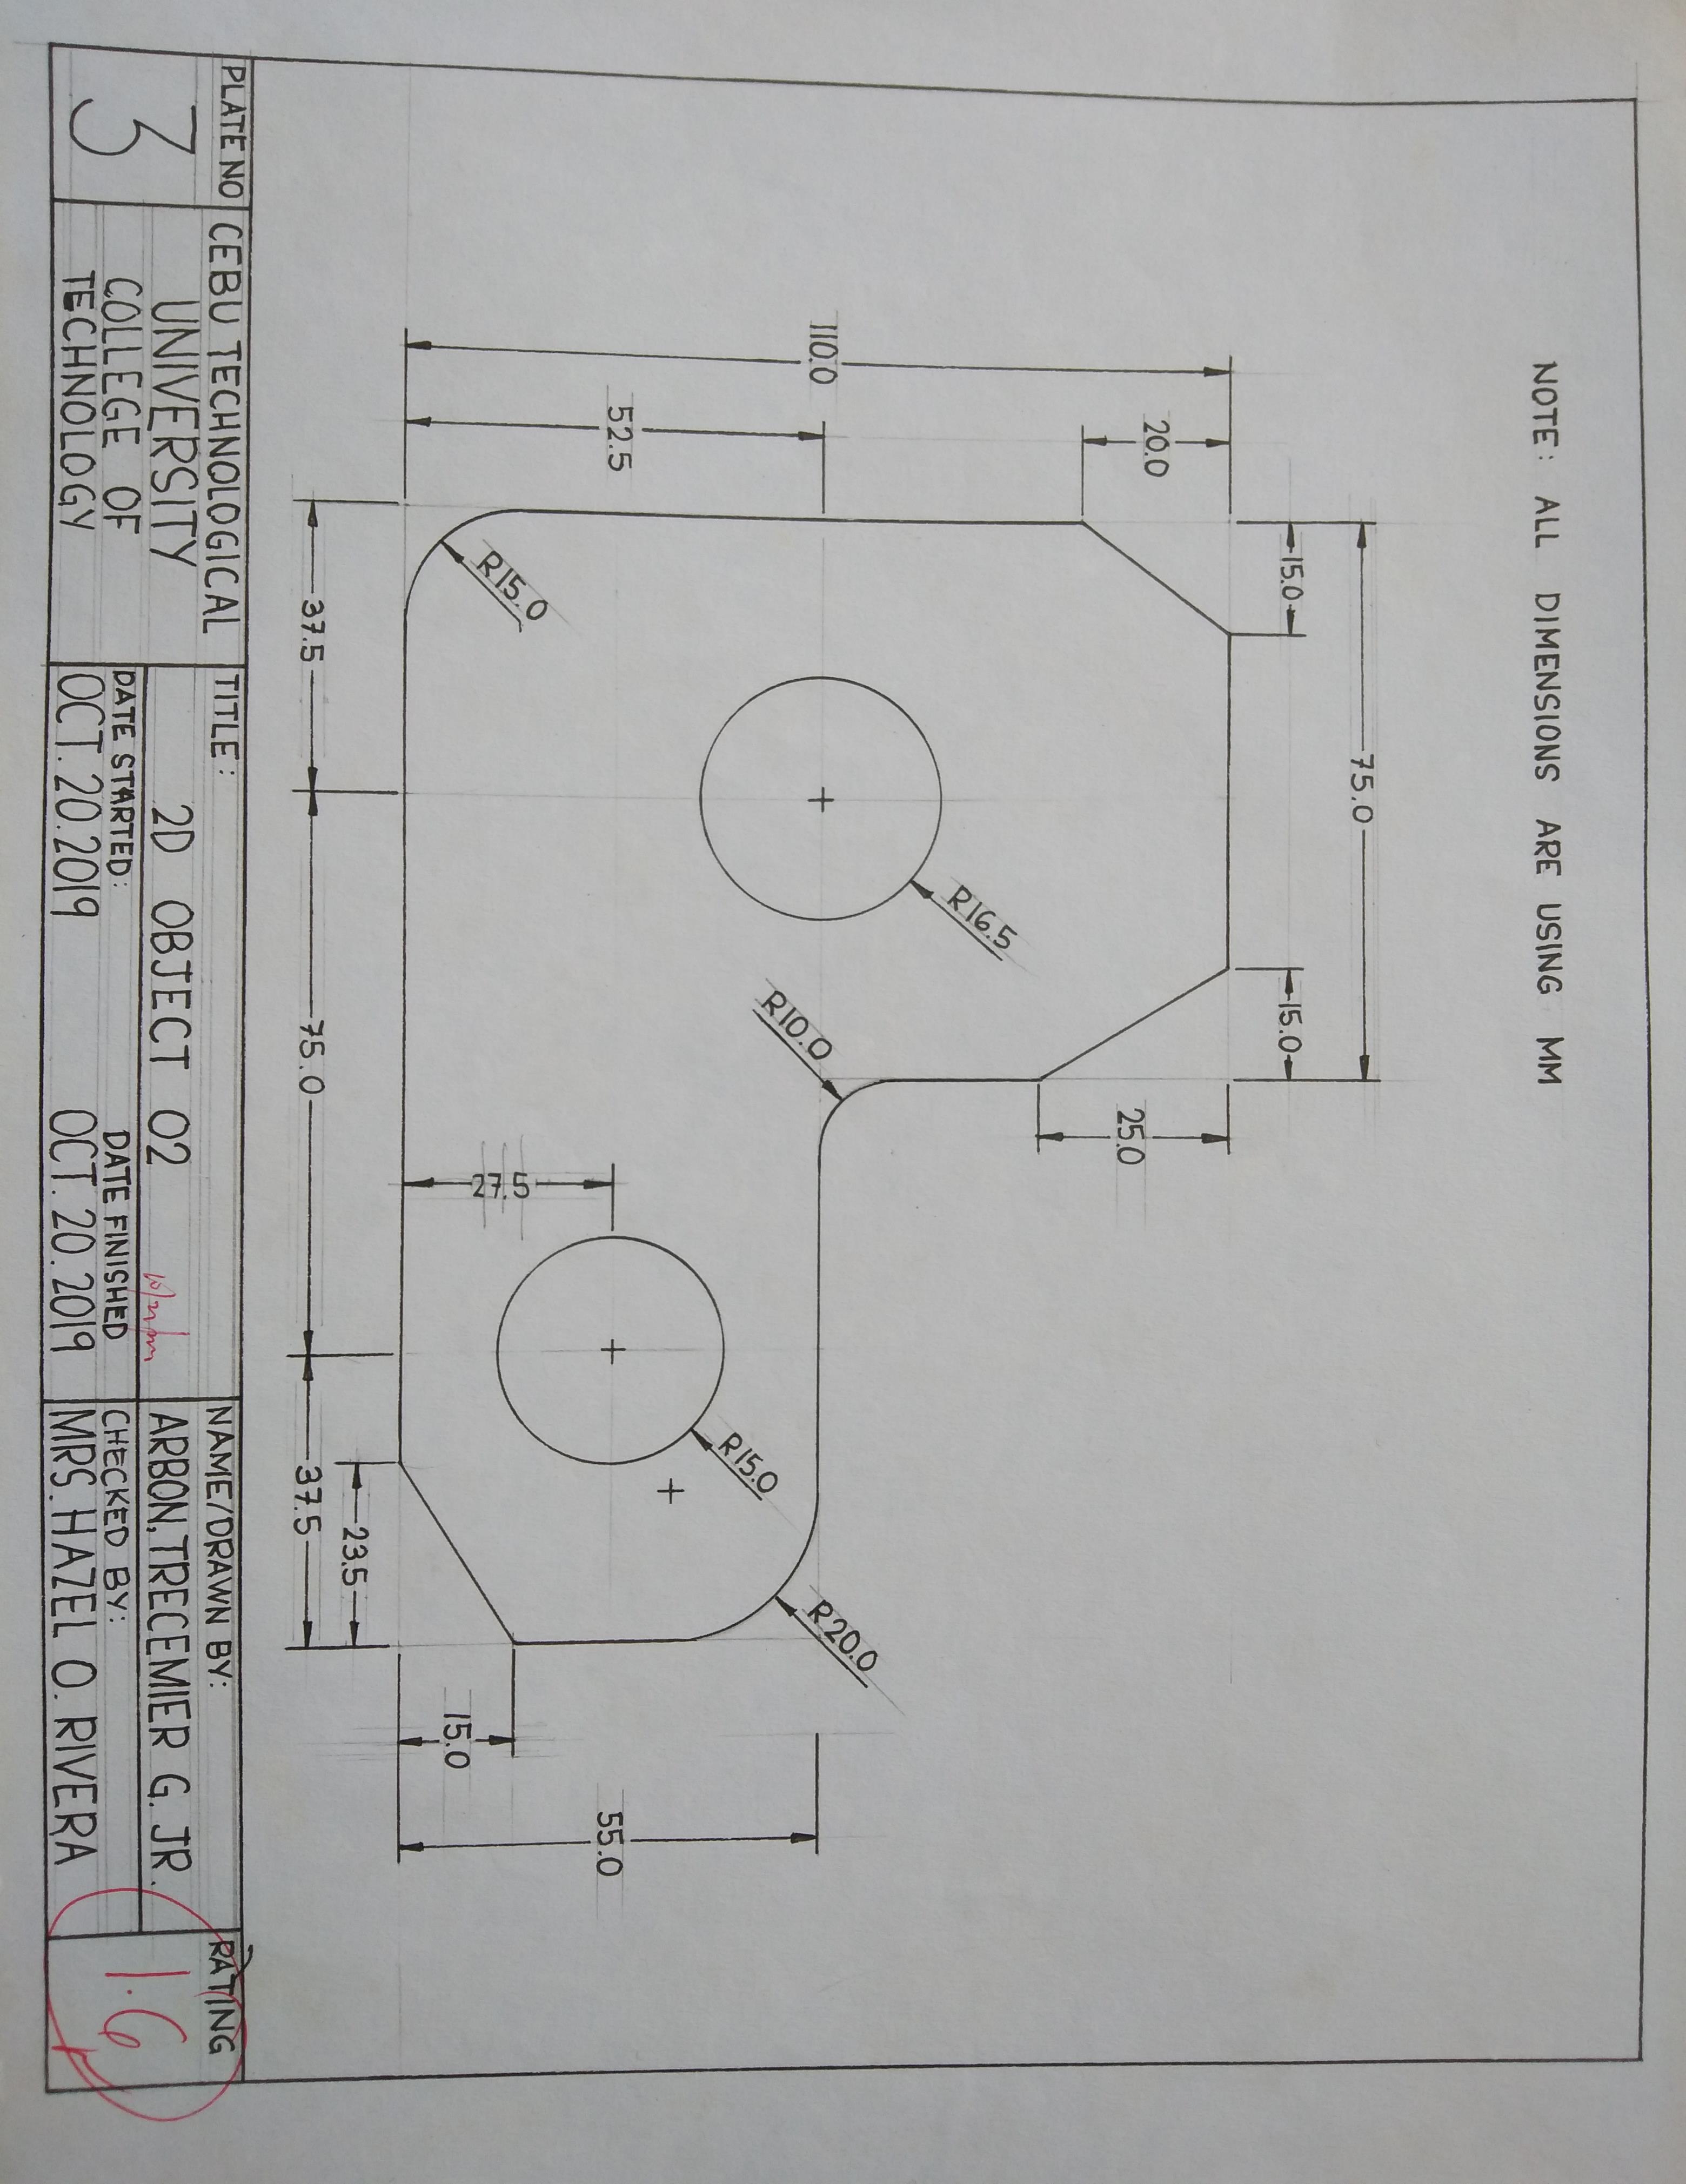 NOTE: ALL DIMENSIONS ARE USING MM
75.0
15.0
15.0
20.0
25.0
110.0
52.5
R16.5
R10.0
R15.0
27.5
R15.0
R20.0
15.0
55.0
23.5
37.5
75.0
37.5
PLATE NO
3
CEBU TECHNOLOGICAL
UNIVERSITY
COLLEGE OF
TECHNOLOGY
TITLE:
2D OBJECT 02
DATE STARTED:
OCT. 20.2019
DATE FINISHED
OCT. 20. 2019
NAME/DRAWN BY:
ARBON, TRECEMIER G. JR.
CHECKED BY:
MRS. HAZEL O. RIVERA
RATING
1.6